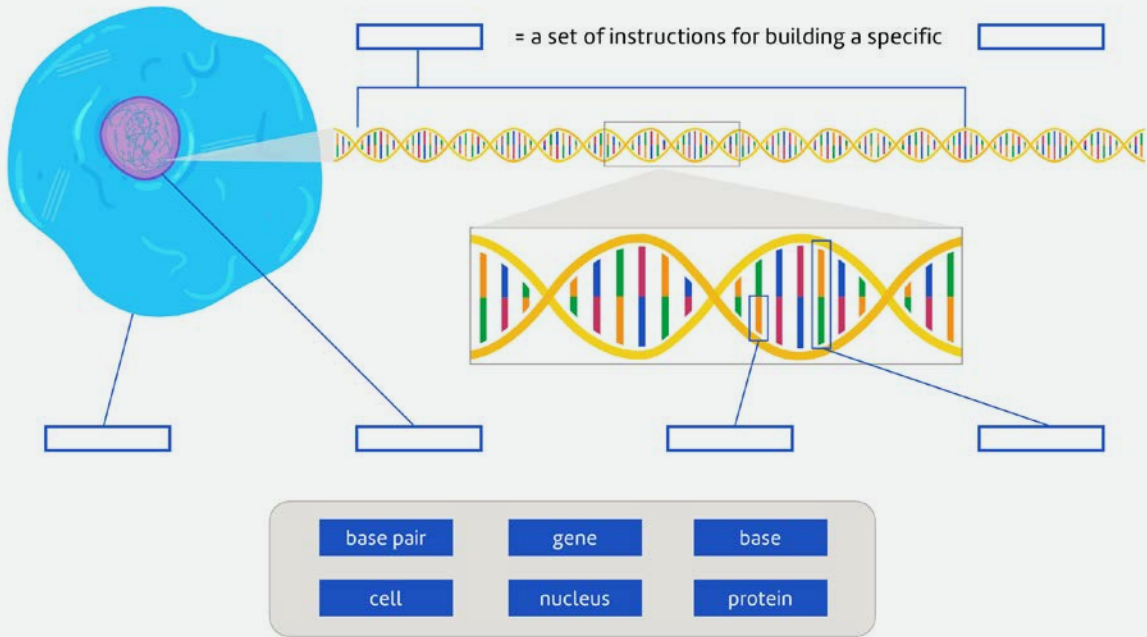 = a set of instructions for building a specific
base pair
gene
base
cell
nucleus
protein